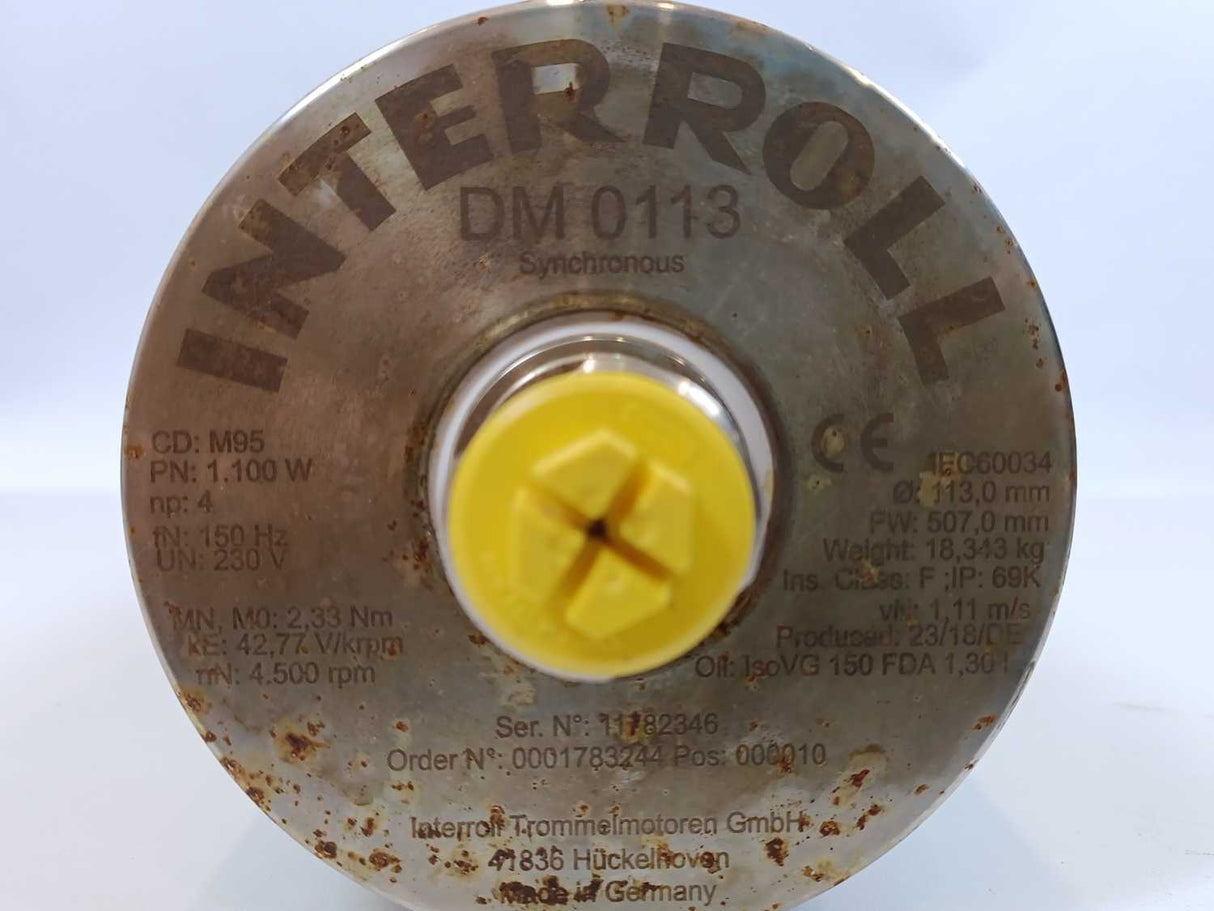 INTERROLL
DM 0113
Synchronous
CD: M95
PN: 1.100 W
np: 4
fN: 150 Hz
UN: 230 V
MN, M0: 2,33 Nm
kE: 42,77 V/krpm
nN: 4.500 rpm
CE
IEC60034
Ø: 113,0 mm
FW: 507,0 mm
Weight: 18,343 kg
Ins. Class: F ;IP: 69K
vN: 1,11 m/s
Produced: 23/18/DE
Oil: IsoVG 150 FDA 1,30 l
Ser. N°: 11782346
Order N°: 0001783244 Pos: 000010
Interroll Trommelmotoren GmbH
41836 Hückelhoven
Made in Germany